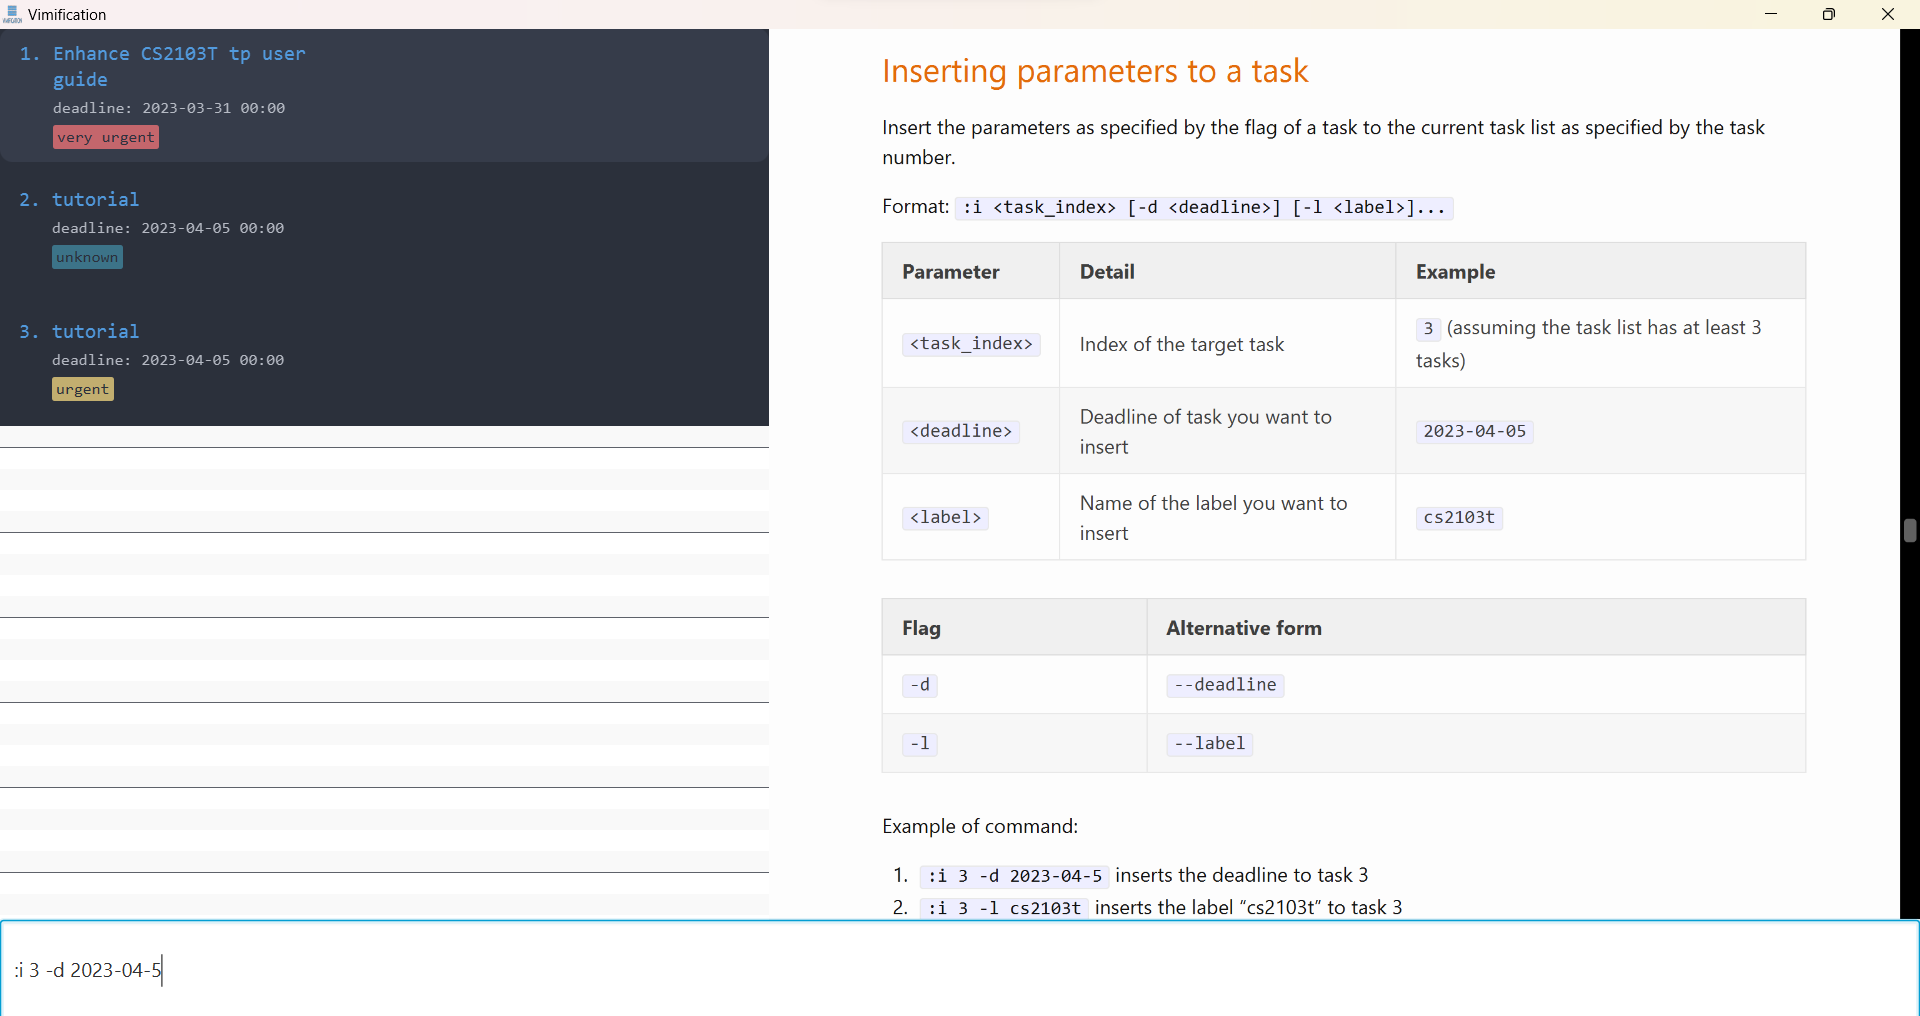 Vimification
1. Enhance CS2103T tp user
guide
deadline: 2023-03-31 00:00
very urgent
2. tutorial
deadline: 2023-04-05 00:00
unknown
3. tutorial
deadline: 2023-04-05 00:00
urgent
Inserting parameters to a task
Insert the parameters as specified by the flag of a task to the current task list as specified by the task
number.
Format: :i <task_index> [-d <deadline>] [-l <label>]...
Parameter Detail Example
<task_index> Index of the target task 3 (assuming the task list has at least 3
tasks)
<deadline> Deadline of task you want to
insert 2023-04-05
<label> Name of the label you want to
insert cs2103t
Flag Alternative form
-d --deadline
-l --label
Example of command:
1. :i 3 -d 2023-04-5 inserts the deadline to task 3
2. :i 3 -l cs2103t inserts the label “cs2103t” to task 3
:i 3 -d 2023-04-5